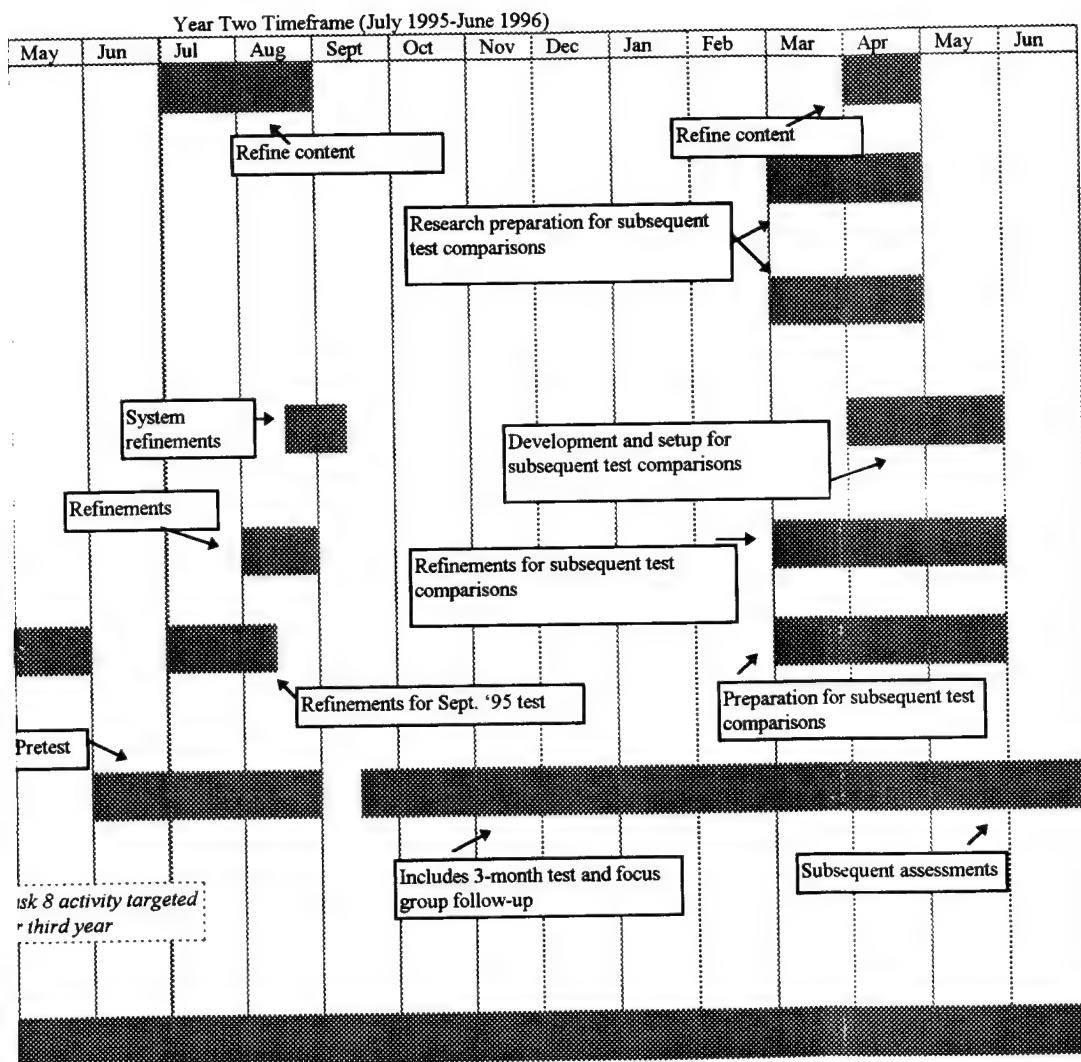 Year Two Timeframe (July 1995-June 1996)
May Jun Jul Aug Sept Oct Nov Dec Jan Feb Mar Apr May Jun
Refine content
Refine content
Research preparation for subsequent
test comparisons
System
refinements
Development and setup for
subsequent test comparisons
Refinements
Refinements for subsequent test
comparisons
Refinements for Sept. ‘95 test
Preparation for subsequent test
comparisons
Pretest
Includes 3-month test and focus
group follow-up
Subsequent assessments
8 activity targeted
third year